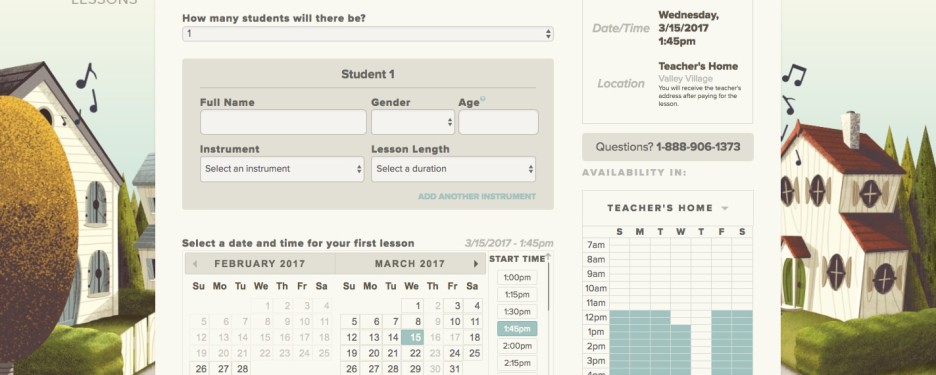 LESSONS
How many students will there be?
1
Student 1
Full Name Gender Age
Instrument Lesson Length
Select an instrument Select a duration
ADD ANOTHER INSTRUMENT
Select a date and time for your first lesson 3/15/2017 - 1:45pm
FEBRUARY 2017 MARCH 2017
Su Mo Tu We Th Fr Sa Su Mo Tu We Th Fr Sa
1 2 3 4 1 2 3 4
5 6 7 8 9 10 11 5 6 7 8 9 10 11
12 13 14 15 16 17 18 12 13 14 15 16 17 18
19 20 21 22 23 24 25 19 20 21 22 23 24 25
26 27 28 26 27 28 29 30 31
START TIME
1:00pm
1:15pm
1:30pm
1:45pm
2:00pm
2:15pm
Date/Time
Wednesday,
3/15/2017
1:45pm
Location
Teacher's Home
Valley Village
You will receive the teacher's
address after paying for the
lesson.
Questions? 1-888-906-1373
AVAILABILITY IN:
TEACHER'S HOME
S M T W T F S
7am
8am
9am
10am
11am
12pm
1pm
2pm
3pm
4pm